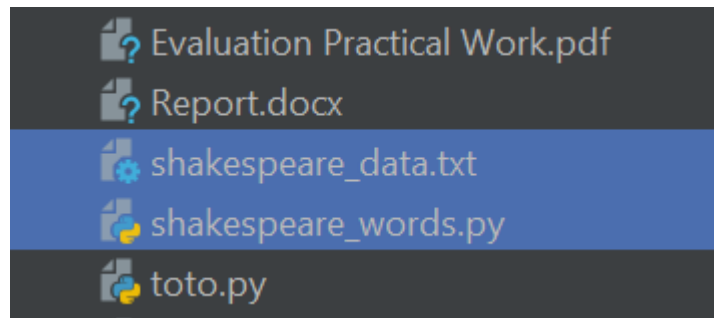 Evaluation Practical Work.pdf
Report.docx
shakespeare_data.txt
shakespeare_words.py
toto.py